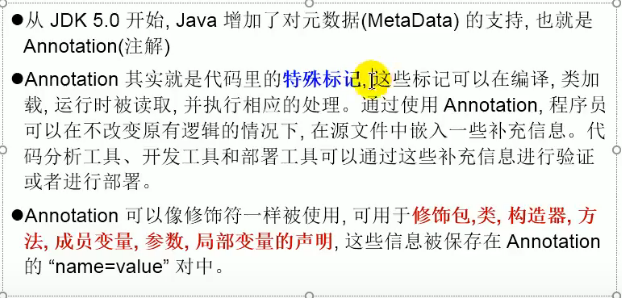 ●从 JDK 5.0 开始, Java 增加了对元数据(MetaData) 的支持, 也就是
Annotation(注解)
●Annotation 其实就是代码里的特殊标记, 这些标记可以在编译, 类加
载, 运行时被读取, 并执行相应的处理。通过使用 Annotation, 程序员
可以在不改变原有逻辑的情况下, 在源文件中嵌入一些补充信息。代
码分析工具、开发工具和部署工具可以通过这些补充信息进行验证
或者进行部署。
●Annotation 可以像修饰符一样被使用, 可用于修饰包,类, 构造器, 方
法, 成员变量, 参数, 局部变量的声明, 这些信息被保存在 Annotation
的 “name=value” 对中。